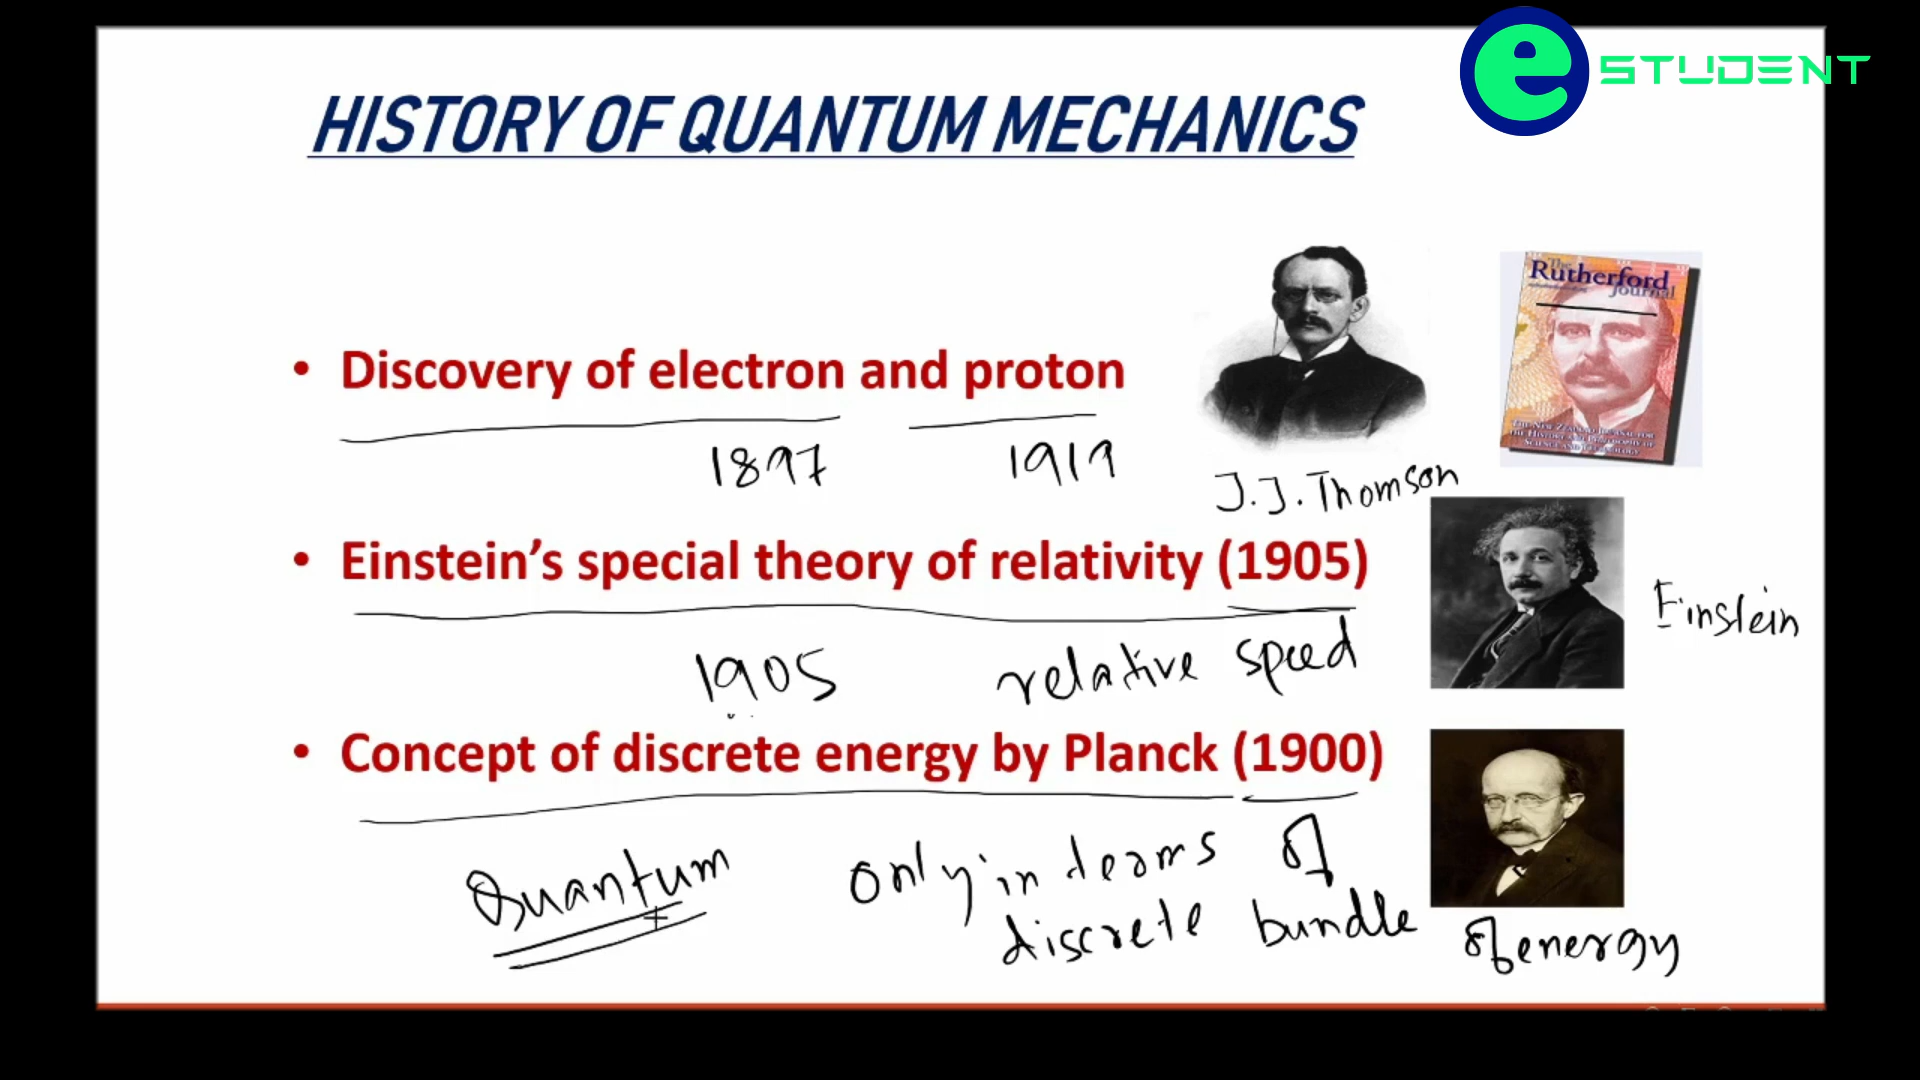 e STUDENT
HISTORY OF QUANTUM MECHANICS
The
Rutherford
Journal
• Discovery of electron and proton
1897 1919
J.J. Thomson
• Einstein’s special theory of relativity (1905)
Einstein
1905 relative speed
• Concept of discrete energy by Planck (1900)
Quantum only in terms of
discrete bundle of energy